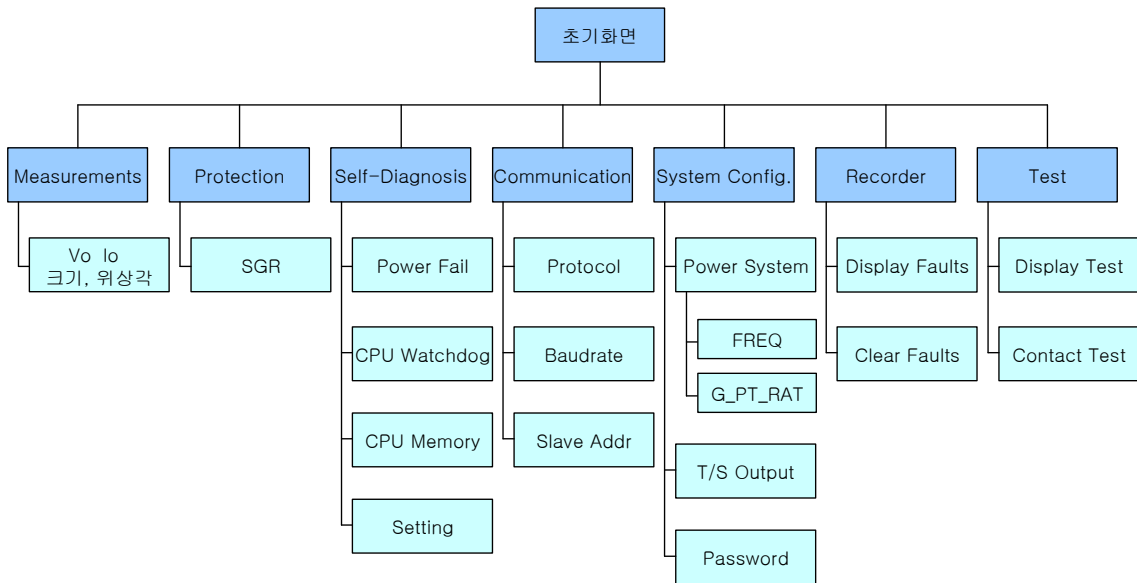 초기화면
Measurements
Protection
Self-Diagnosis
Communication
System Config.
Recorder
Test
Vo Io
크기, 위상각
SGR
Power Fail
Protocol
Power System
Display Faults
Display Test
FREQ
CPU Watchdog
Baudrate
Clear Faults
Contact Test
G_PT_RAT
CPU Memory
Slave Addr
T/S Output
Setting
Password